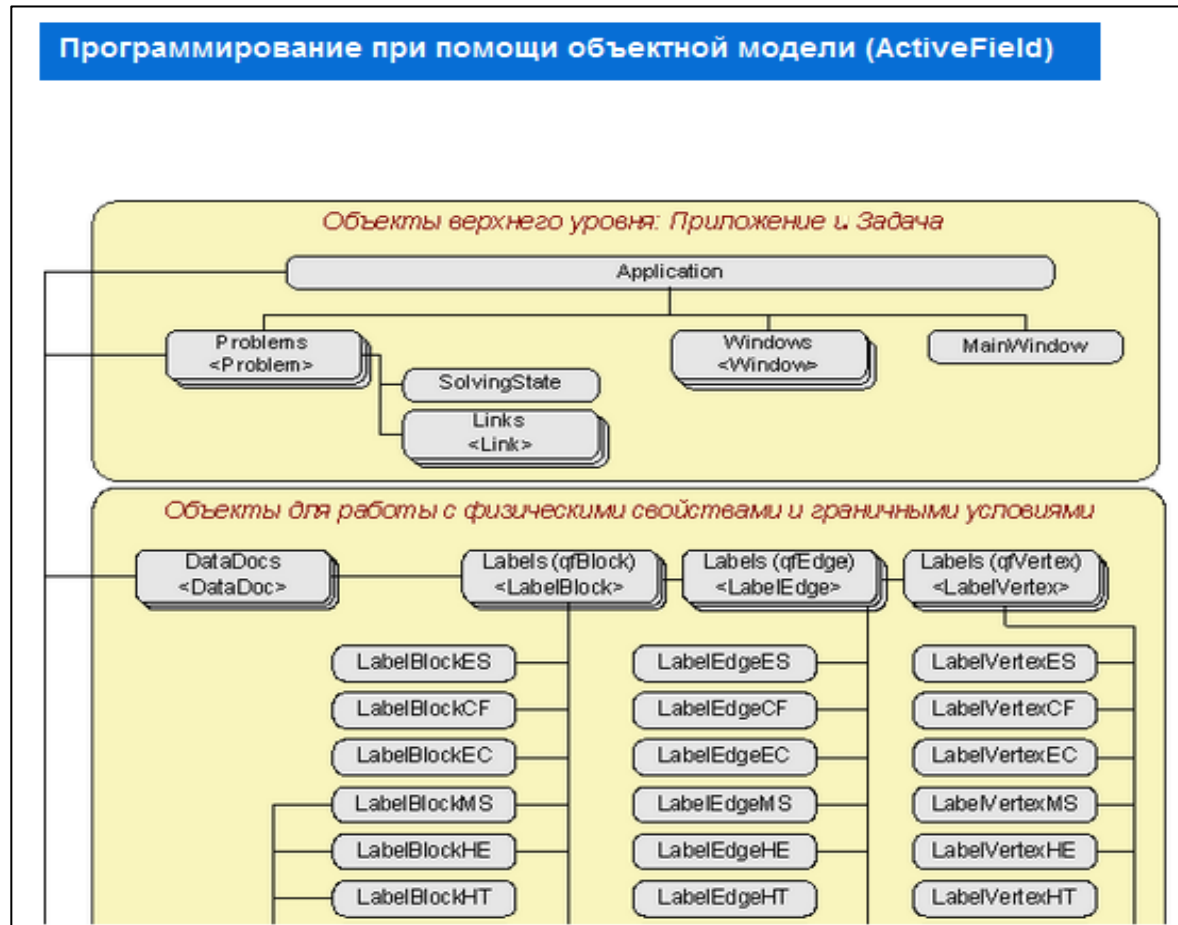 Программирование при помощи объектной модели (ActiveField)
Объекты верхнего уровня: Приложение и Задача
Application
Problems
<Problem>
Windows
<Window>
MainWindow
SolvingState
Links
<Link>
Объекты для работы с физическими свойствами и граничными условиями
DataDocs
<DataDoc>
Labels (qfBlock)
<LabelBlock>
Labels (qfEdge)
<LabelEdge>
Labels (qfVertex)
<LabelVertex>
LabelBlockES
LabelEdgeES
LabelVertexES
LabelBlockCF
LabelEdgeCF
LabelVertexCF
LabelBlockEC
LabelEdgeEC
LabelVertexEC
LabelBlockMS
LabelEdgeMS
LabelVertexMS
LabelBlockHE
LabelEdgeHE
LabelVertexHE
LabelBlockHT
LabelEdgeHT
LabelVertexHT